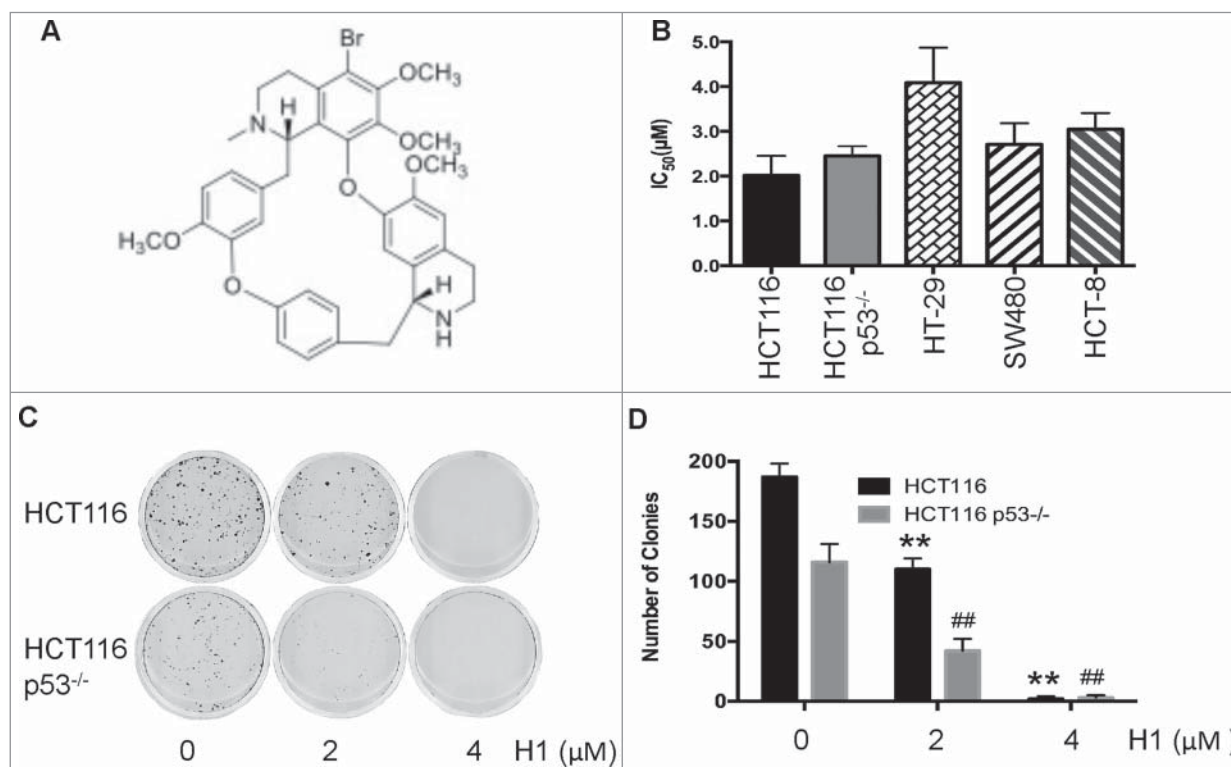 A
Br
OCH3
H
N
OCH3
OCH3
O
H3CO
O
H
N
H
B
5.0
4.0
3.0
2.0
1.0
0.0
IC50(µM)
HCT116
HCT116
p53-/-
HT-29
SW480
HCT-8
C
HCT116
HCT116
p53-/-
0 2 4 H1 (µM)
D
200
150
100
50
0
Number of Clonies
HCT116
HCT116 p53-/-
**
##
**
##
0 2 4 H1 (µM )